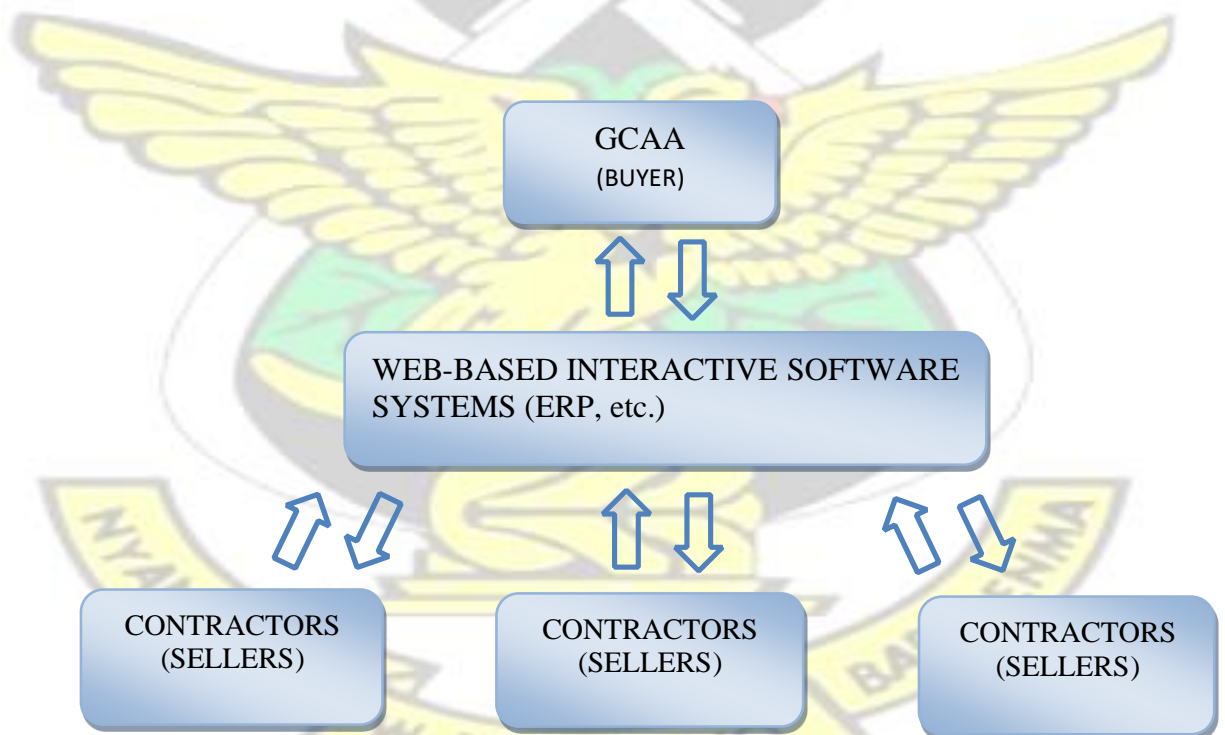 GCAA
(BUYER)
WEB-BASED INTERACTIVE SOFTWARE
SYSTEMS (ERP, etc.)
CONTRACTORS
(SELLERS)
CONTRACTORS
(SELLERS)
CONTRACTORS
(SELLERS)